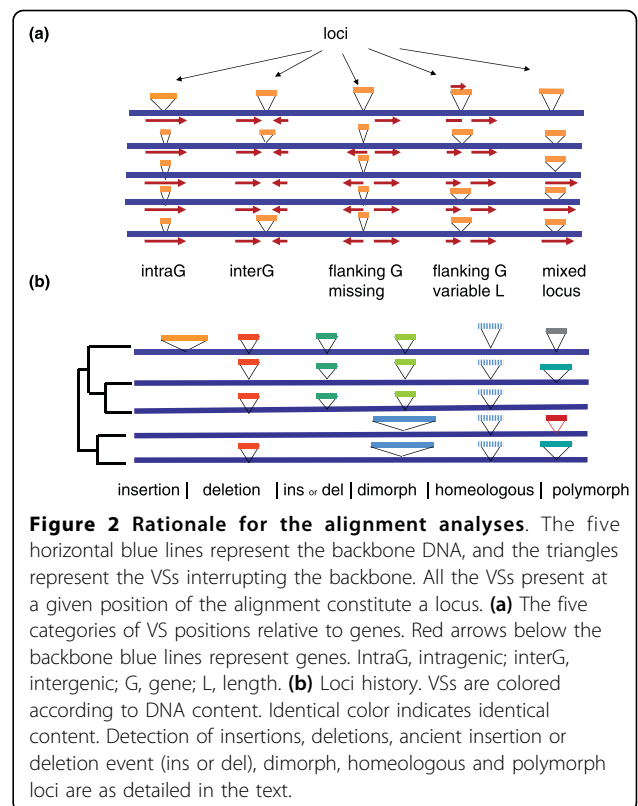 (a)
loci
intraG interG flanking G flanking G mixed
missing variable L locus
(b)
insertion | deletion | ins or del | dimorph | homeologous | polymorph
Figure 2 Rationale for the alignment analyses. The five
horizontal blue lines represent the backbone DNA, and the triangles
represent the VSs interrupting the backbone. All the VSs present at
a given position of the alignment constitute a locus. (a) The five
categories of VS positions relative to genes. Red arrows below the
backbone blue lines represent genes. IntraG, intragenic; interG,
intergenic; G, gene; L, length. (b) Loci history. VSs are colored
according to DNA content. Identical color indicates identical
content. Detection of insertions, deletions, ancient insertion or
deletion event (ins or del), dimorph, homeologous and polymorph
loci are as detailed in the text.